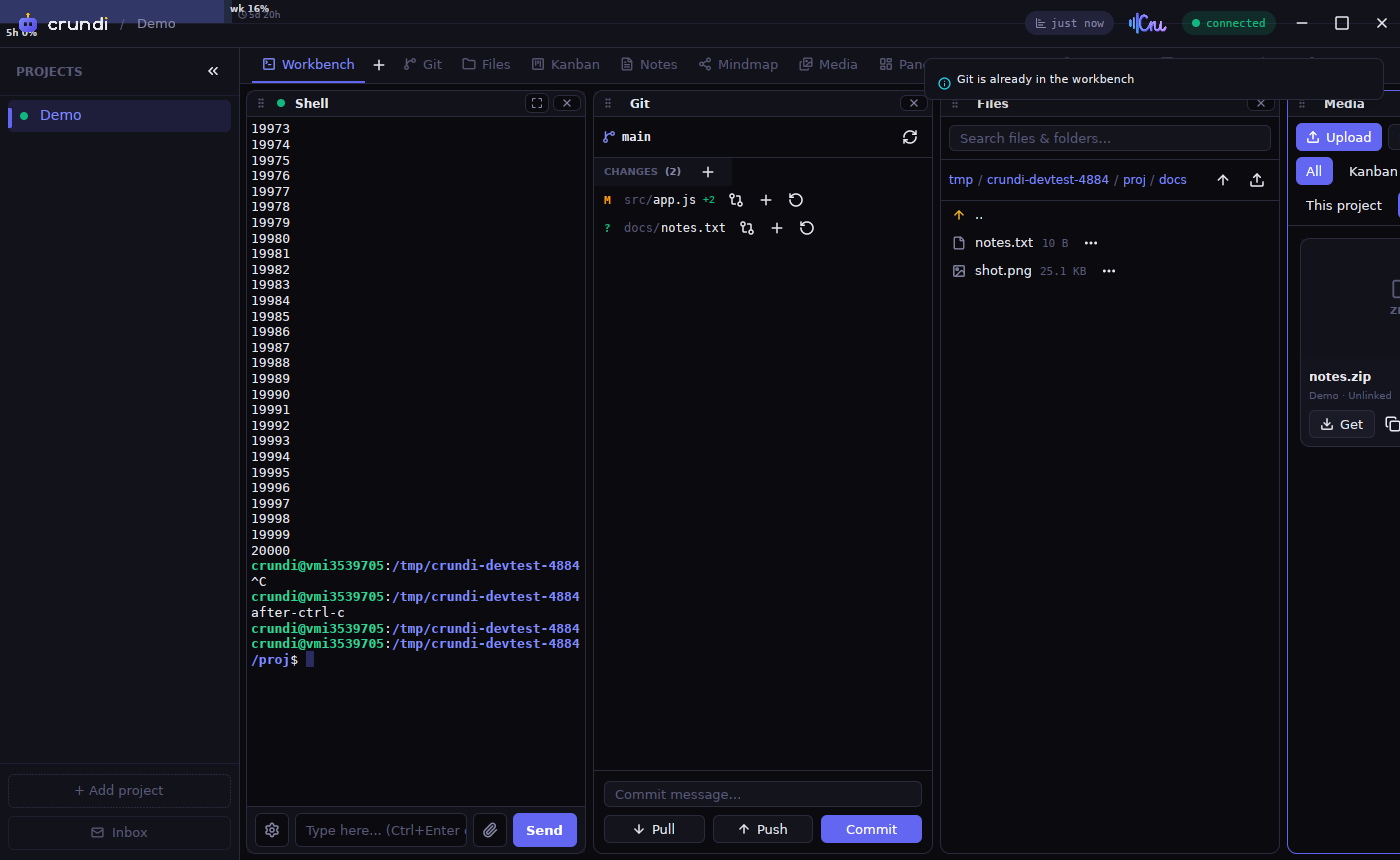 wk 16%
5d 20h
5h 0%
crundi / Demo
just now
Cru
connected
PROJECTS
Workbench
Git
Files
Kanban
Notes
Mindmap
Media
Git is already in the workbench
Demo
Shell
19973
19974
19975
19976
19977
19978
19979
19980
19981
19982
19983
19984
19985
19986
19987
19988
19989
19990
19991
19992
19993
19994
19995
19996
19997
19998
19999
20000
crundi@vmi3539705:/tmp/crundi-devtest-4884
^C
crundi@vmi3539705:/tmp/crundi-devtest-4884
after-ctrl-c
crundi@vmi3539705:/tmp/crundi-devtest-4884
crundi@vmi3539705:/tmp/crundi-devtest-4884
/proj$
Type here... (Ctrl+Enter
Send
Git
main
CHANGES (2)
M src/app.js +2
? docs/notes.txt
Commit message...
Pull
Push
Commit
Files
Search files & folders...
tmp / crundi-devtest-4884 / proj / docs
..
notes.txt 10 B
shot.png 25.1 KB
Media
Upload
All
Kanban
This project
notes.zip
Demo · Unlinked
Get
+ Add project
Inbox